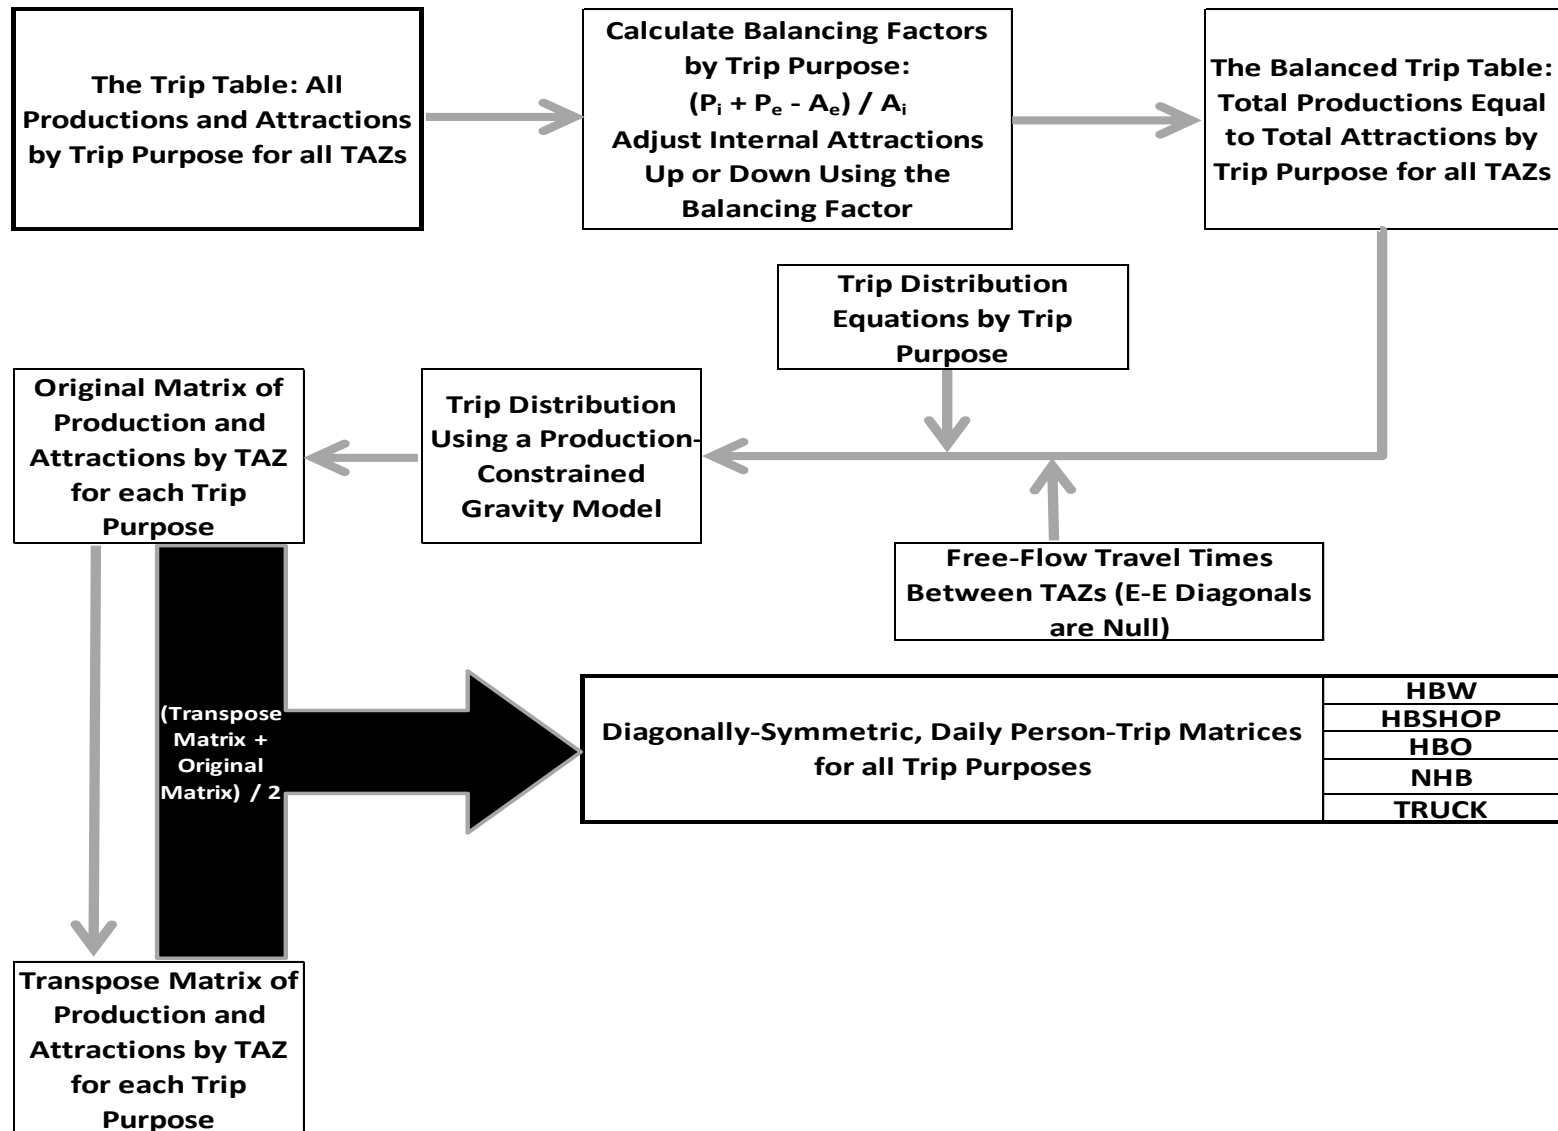 The Trip Table: All
Productions and Attractions
by Trip Purpose for all TAZs
Calculate Balancing Factors
by Trip Purpose:
(Pᵢ + Pₑ - Aₑ) / Aᵢ
Adjust Internal Attractions
Up or Down Using the
Balancing Factor
The Balanced Trip Table:
Total Productions Equal
to Total Attractions by
Trip Purpose for all TAZs
Trip Distribution
Equations by Trip
Purpose
Original Matrix of
Production and
Attractions by TAZ
for each Trip
Purpose
Trip Distribution
Using a Production-
Constrained
Gravity Model
Free-Flow Travel Times
Between TAZs (E-E Diagonals
are Null)
(Transpose
Matrix +
Original
Matrix) / 2
Diagonally-Symmetric, Daily Person-Trip Matrices
for all Trip Purposes
HBW
HBSHOP
HBO
NHB
TRUCK
Transpose Matrix of
Production and
Attractions by TAZ
for each Trip
Purpose